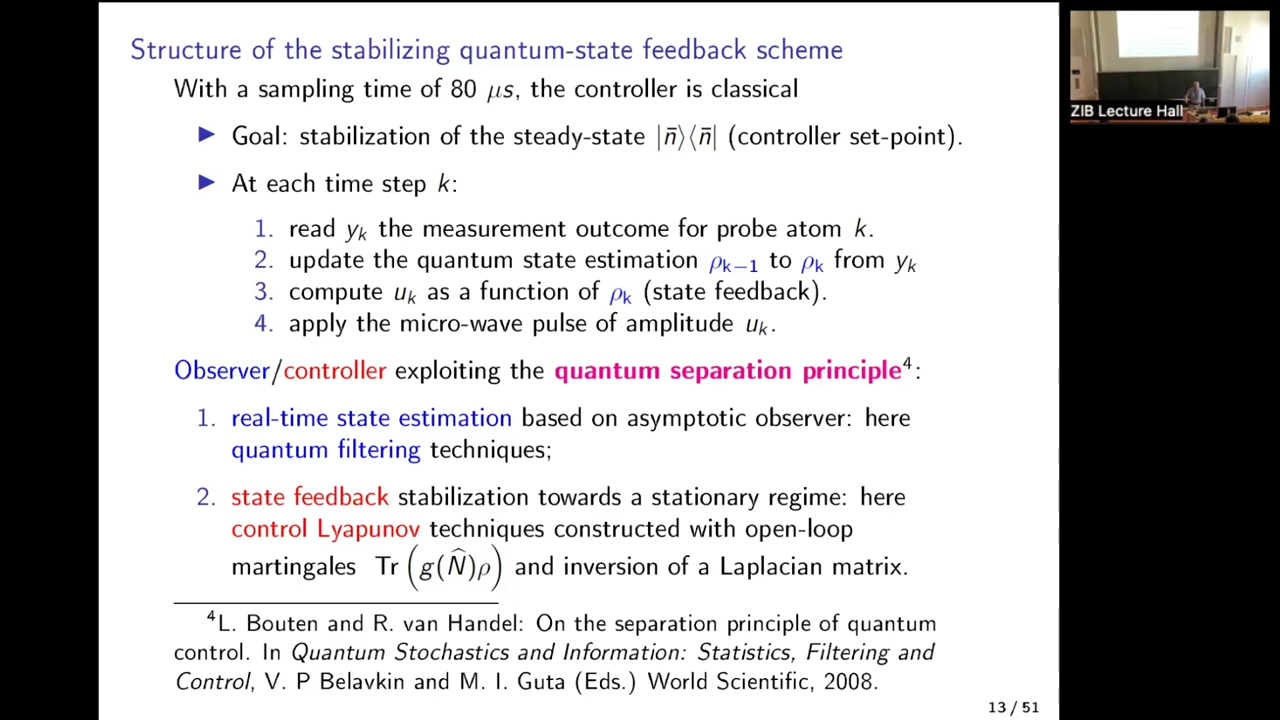 Structure of the stabilizing quantum-state feedback scheme
With a sampling time of 80 μs, the controller is classical
▶ Goal: stabilization of the steady-state |n̄⟩⟨n̄| (controller set-point).
▶ At each time step k:
1. read yₖ the measurement outcome for probe atom k.
2. update the quantum state estimation ρₖ₋₁ to ρₖ from yₖ
3. compute uₖ as a function of ρₖ (state feedback).
4. apply the micro-wave pulse of amplitude uₖ.
Observer/controller exploiting the quantum separation principle⁴:
1. real-time state estimation based on asymptotic observer: here
quantum filtering techniques;
2. state feedback stabilization towards a stationary regime: here
control Lyapunov techniques constructed with open-loop
martingales Tr (g(N̂)ρ) and inversion of a Laplacian matrix.
⁴L. Bouten and R. van Handel: On the separation principle of quantum
control. In Quantum Stochastics and Information: Statistics, Filtering and
Control, V. P Belavkin and M. I. Guta (Eds.) World Scientific, 2008.
13 / 51
ZIB Lecture Hall